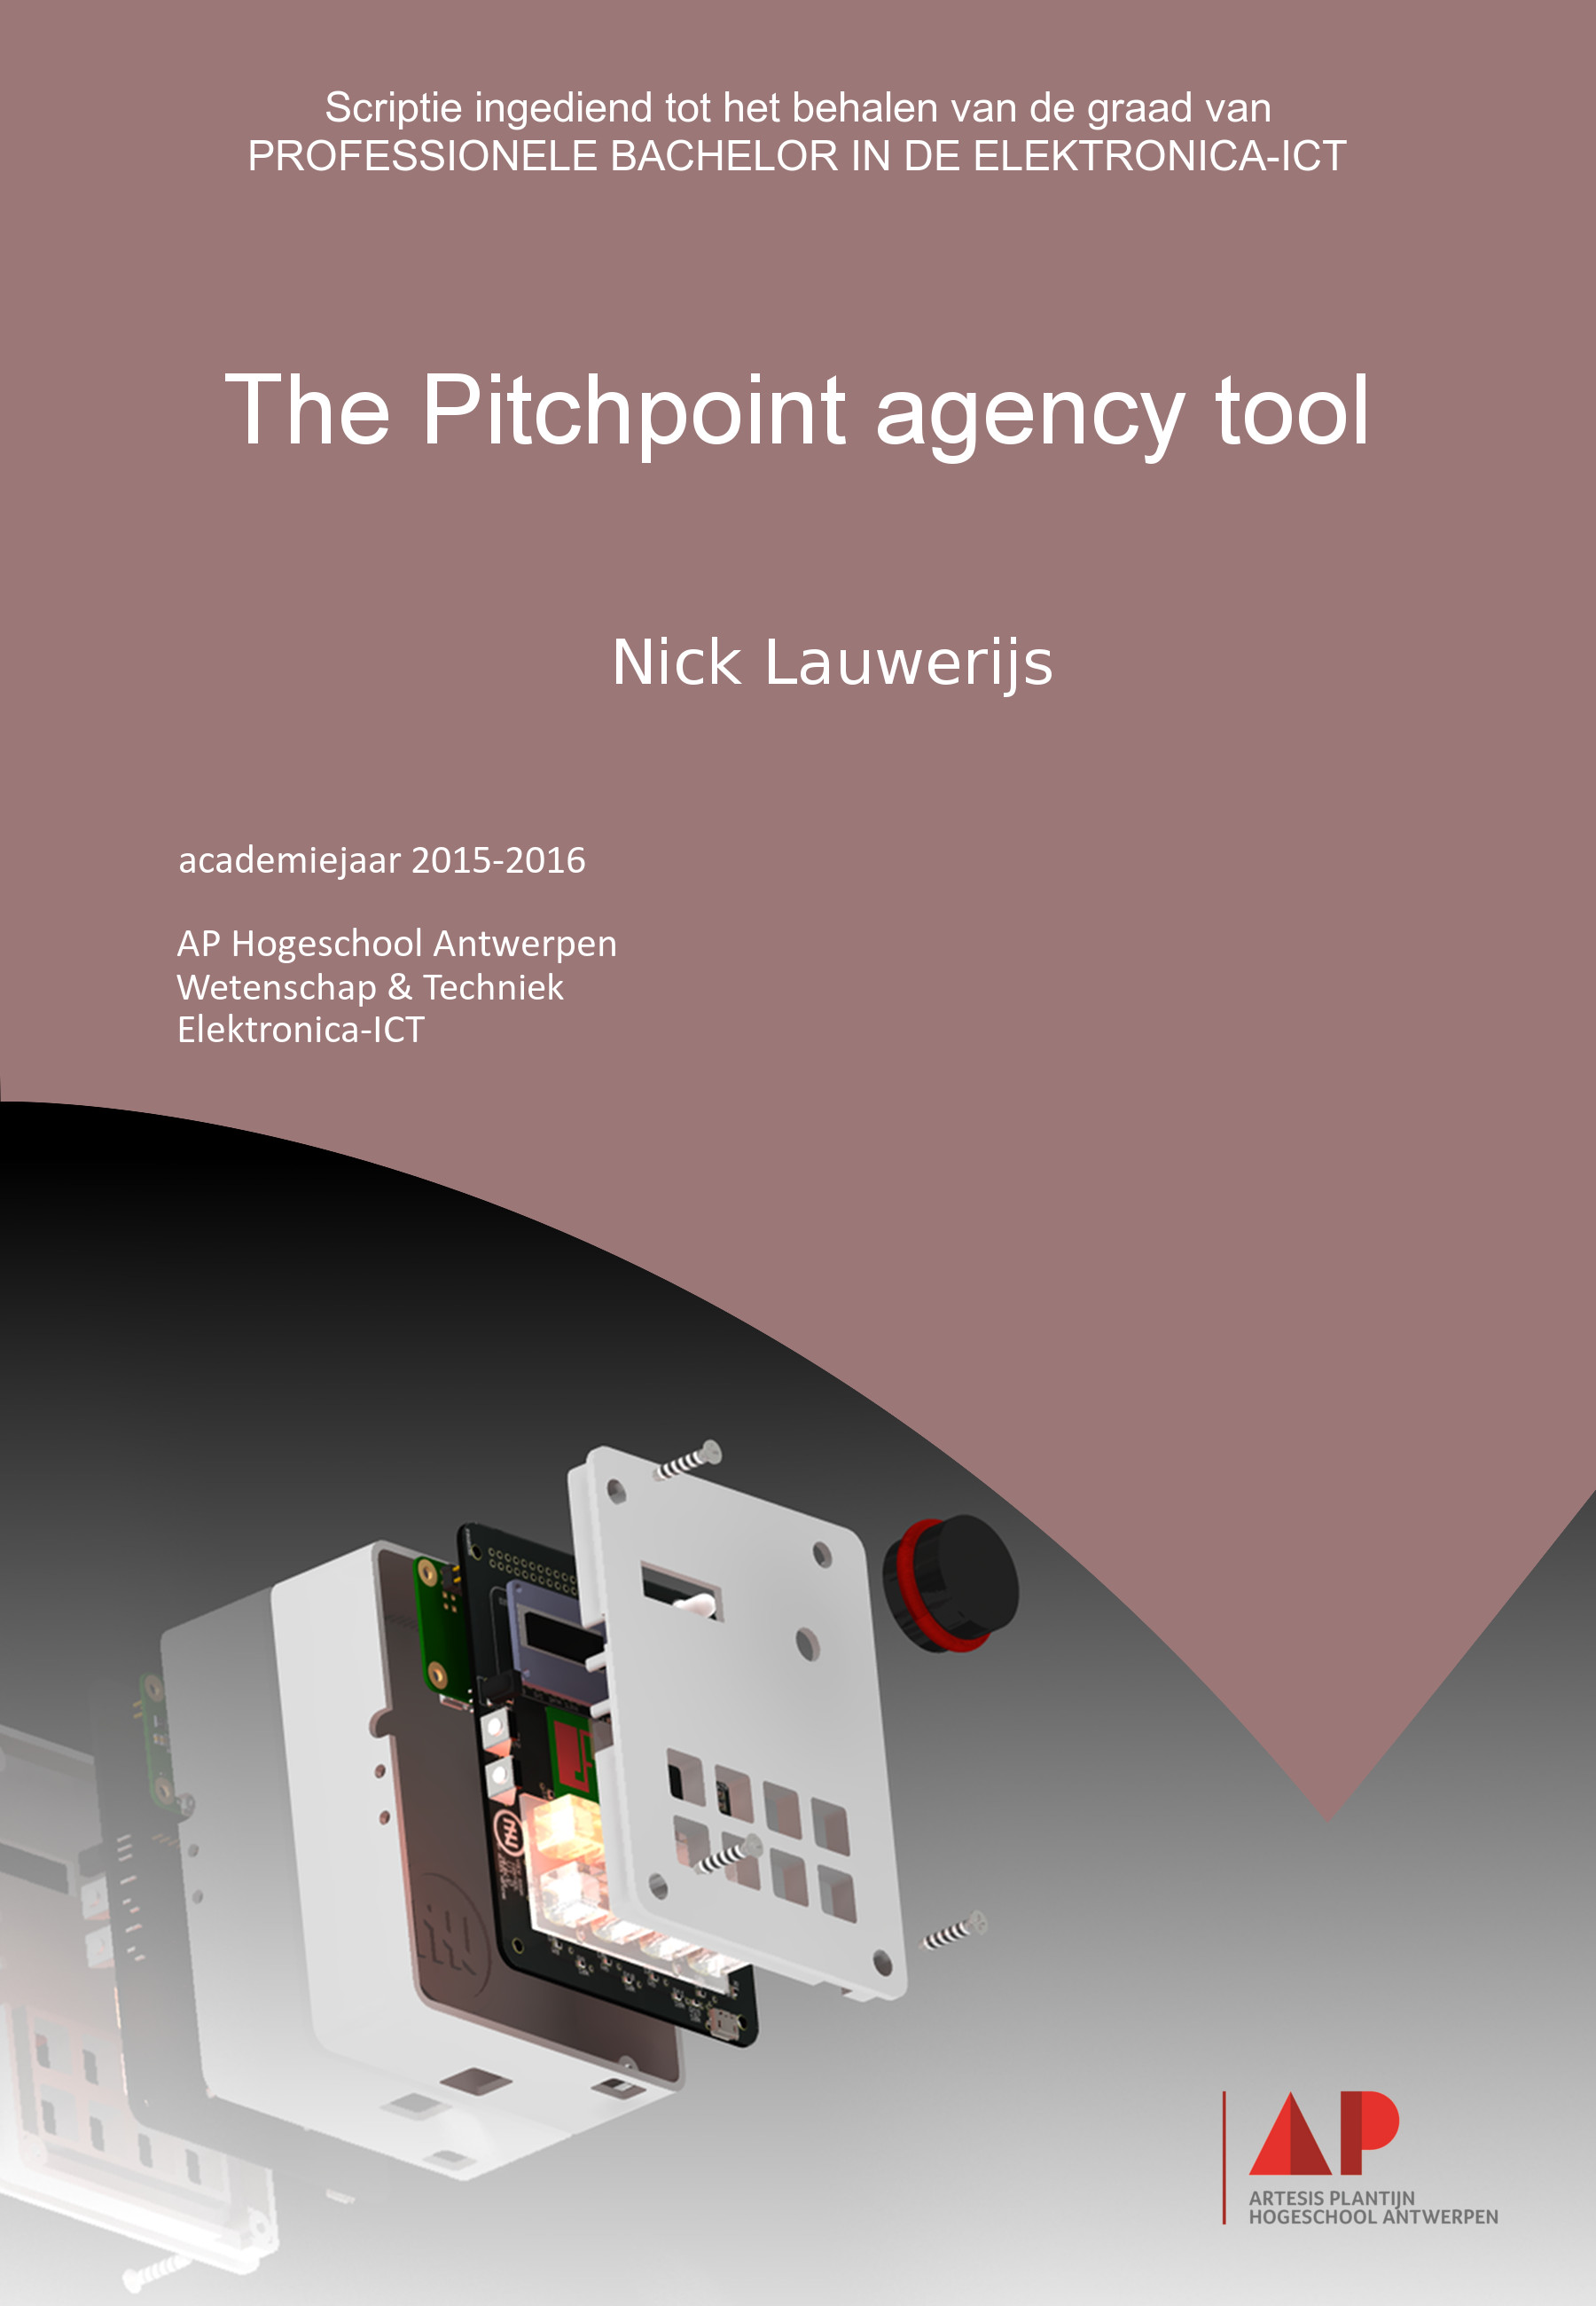 Scriptie ingediend tot het behalen van de graad van
PROFESSIONELE BACHELOR IN DE ELEKTRONICA-ICT
The Pitchpoint agency tool
Nick Lauwerijs
academiejaar 2015-2016
AP Hogeschool Antwerpen
Wetenschap & Techniek
Elektronica-ICT
AP
ARTESIS PLANTIJN
HOGESCHOOL ANTWERPEN